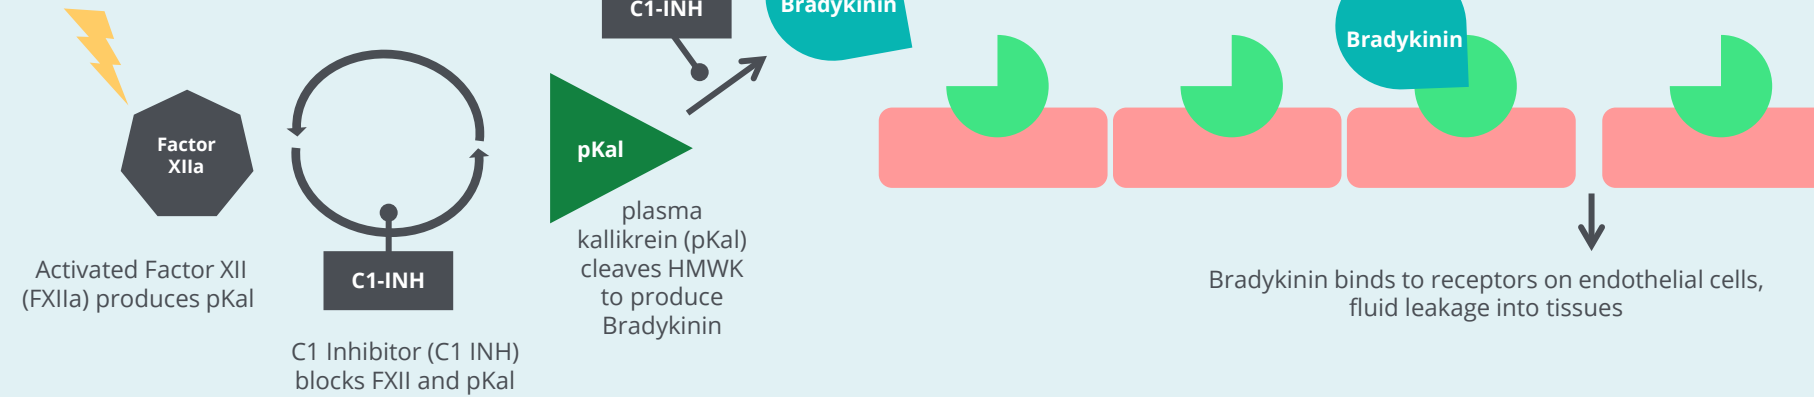 C1-INH
Bradykinin
Bradykinin
Factor
XIIa
pKal
plasma
kallikrein (pKal)
cleaves HMWK
to produce
Bradykinin
Activated Factor XII
(FXIIa) produces pKal
C1-INH
C1 Inhibitor (C1 INH)
blocks FXII and pKal
Bradykinin binds to receptors on endothelial cells,
fluid leakage into tissues